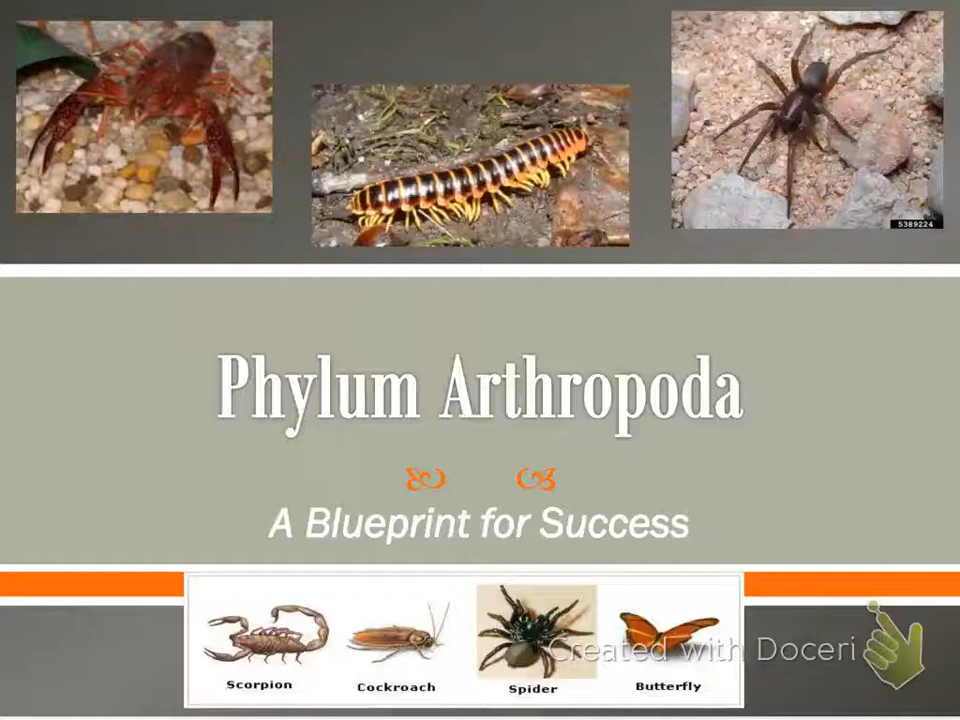 5389224
Phylum Arthropoda
A Blueprint for Success
Scorpion
Cockroach
Spider
Butterfly
Created with Doceri